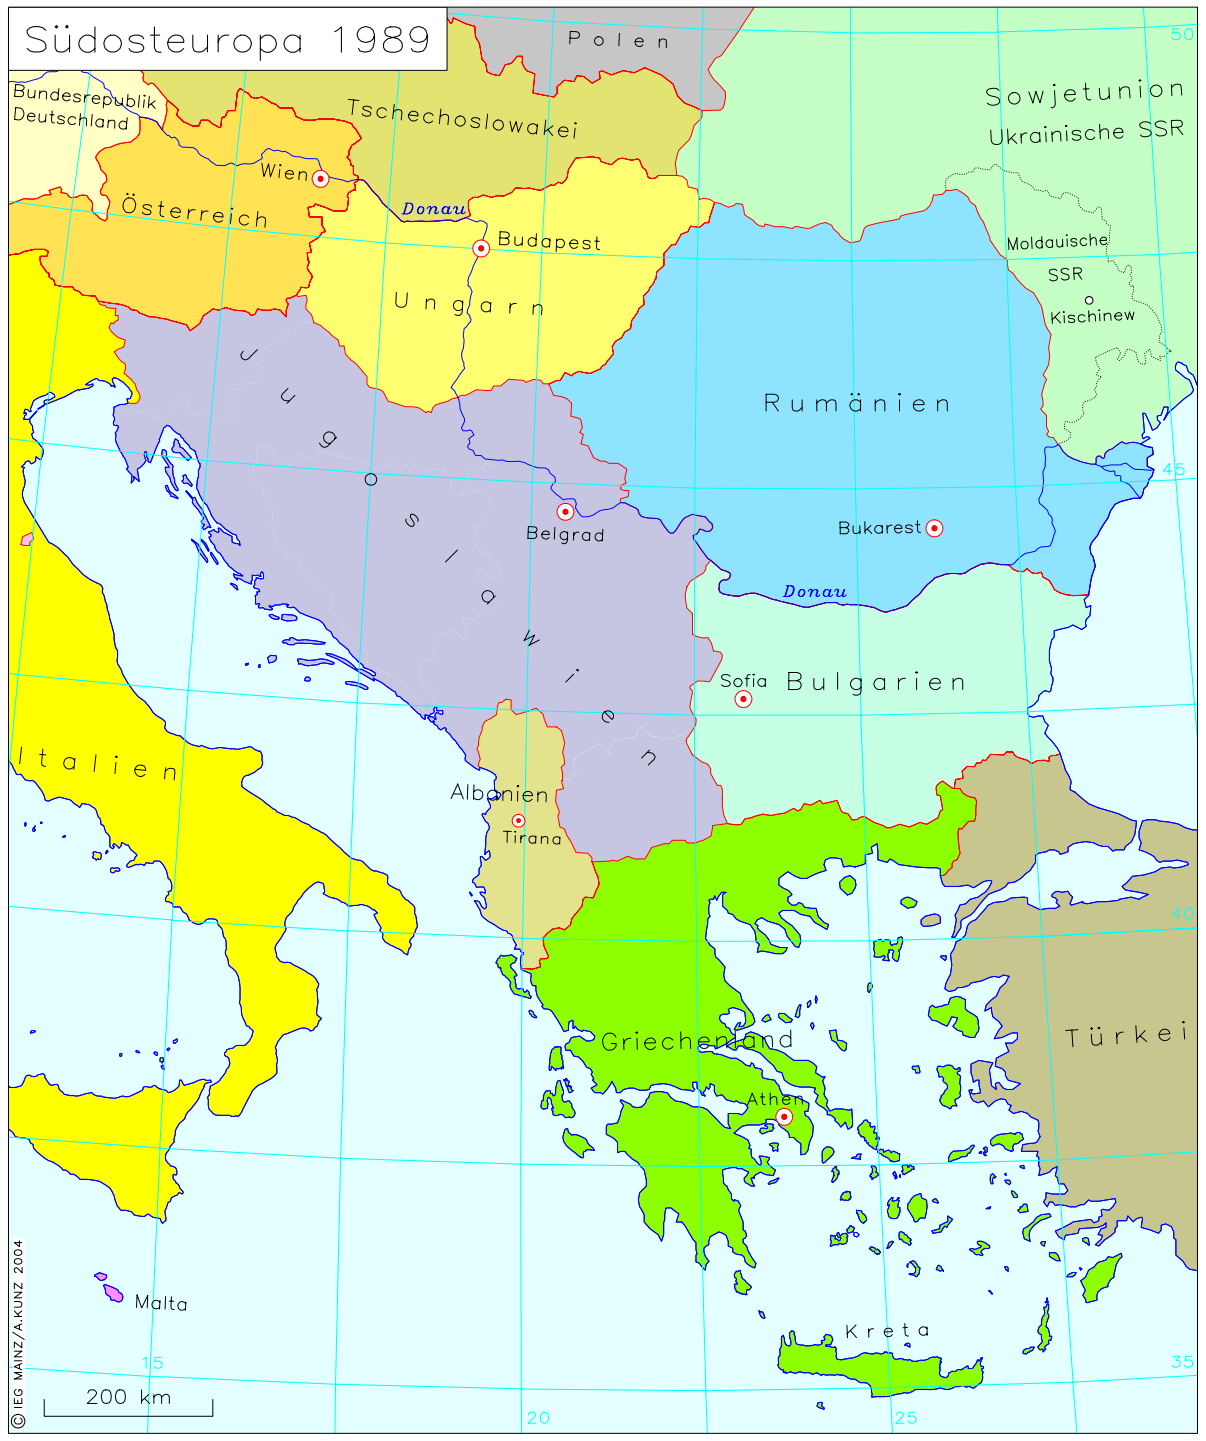 Südosteuropa 1989
Polen
50
Sowjetunion
Ukrainische SSR
Bundesrepublik
Deutschland
Tschechoslowakei
Wien
Österreich
Donau
Budapest
Ungarn
Moldauische
SSR
Kischinew
Jugoslawien
Rumänien
45
Bukarest
Belgrad
Donau
Sofia
Bulgarien
Italien
Albanien
Tirana
40
Griechenland
Türkei
Athen
Malta
Kreta
15
35
200 km
20
25
© IEG MAINZ/A.KUNZ 2004